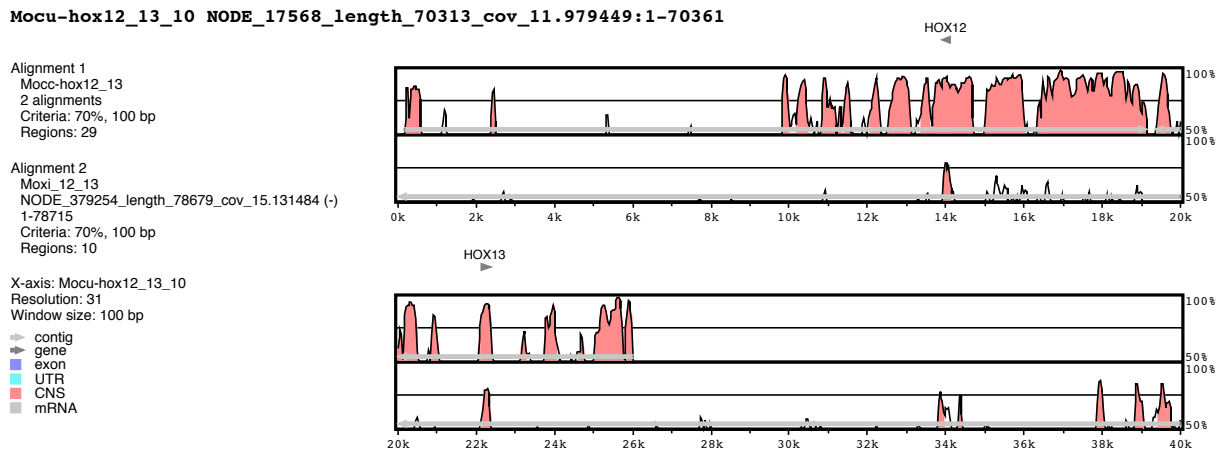 Mocu-hox12_13_10 NODE_17568_length_70313_cov_11.979449:1-70361
HOX12
Alignment 1
Mocc-hox12_13
2 alignments
Criteria: 70%, 100 bp
Regions: 29
100%
50%
Alignment 2
Moxi_12_13
NODE_379254_length_78679_cov_15.131484 (-)
1-78715
Criteria: 70%, 100 bp
Regions: 10
100%
50%
0k 2k 4k 6k 8k 10k 12k 14k 16k 18k 20k
HOX13
X-axis: Mocu-hox12_13_10
Resolution: 31
Window size: 100 bp
contig
gene
exon
UTR
CNS
mRNA
100%
50%
100%
50%
20k 22k 24k 26k 28k 30k 32k 34k 36k 38k 40k